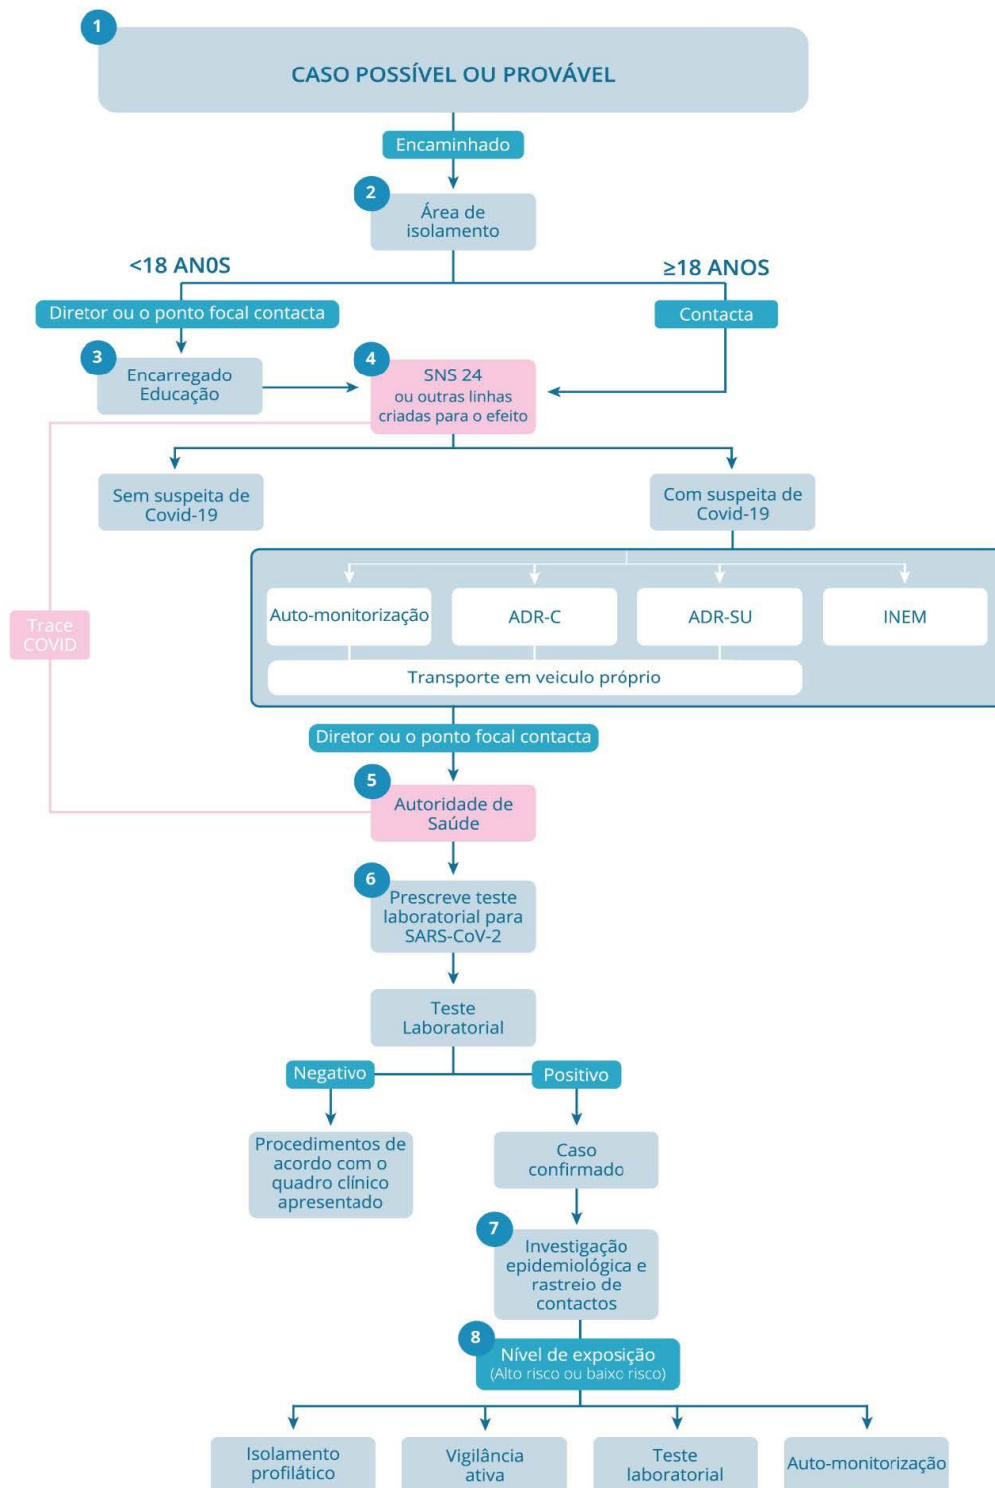 1
CASO POSSÍVEL OU PROVÁVEL
Encaminhado
2
Área de
isolamento
<18 AN0S
≥18 ANOS
Diretor ou o ponto focal contacta
Contacta
3
Encarregado
Educação
4
SNS 24
ou outras linhas
criadas para o efeito
Sem suspeita de
Covid-19
Com suspeita de
Covid-19
Trace
COVID
Auto-monitorização
ADR-C
ADR-SU
INEM
Transporte em veiculo próprio
Diretor ou o ponto focal contacta
5
Autoridade de
Saúde
6
Prescreve teste
laboratorial para
SARS-CoV-2
Teste
Laboratorial
Negativo
Positivo
Procedimentos de
acordo com o
quadro clínico
apresentado
Caso
confirmado
7
Investigação
epidemiológica e
rastreio de
contactos
8
Nível de exposição
(Alto risco ou baixo risco)
Isolamento
profilático
Vigilância
ativa
Teste
laboratorial
Auto-monitorização